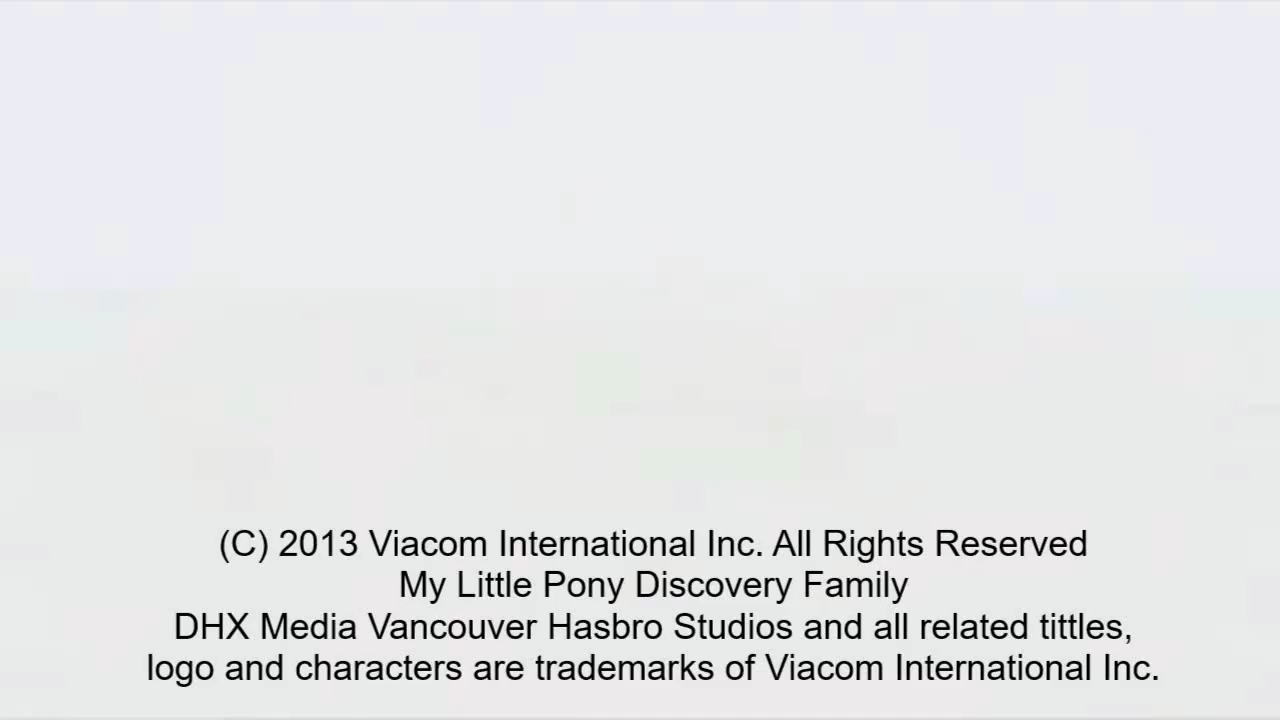 (C) 2013 Viacom International Inc. All Rights Reserved
My Little Pony Discovery Family
DHX Media Vancouver Hasbro Studios and all related tittles,
logo and characters are trademarks of Viacom International Inc.